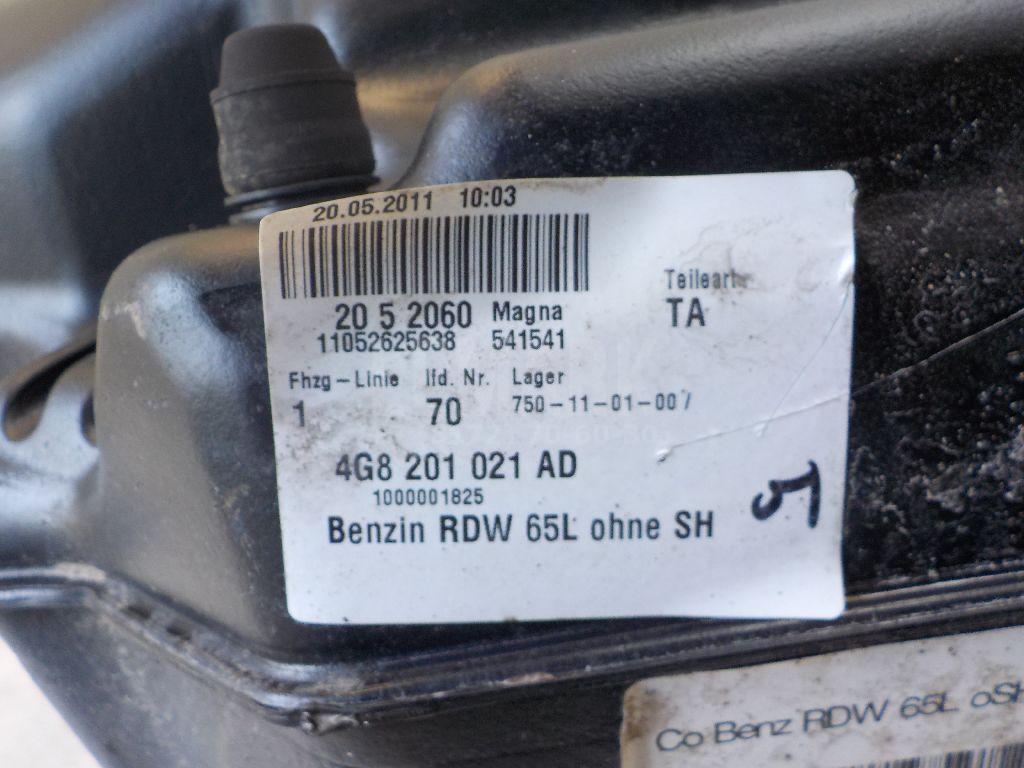 20.05.2011 10:03
20 5 2060 Magna
11052625638 541541
Teileart
TA
Fhzg-Linie lfd. Nr. Lager
1 70 750-11-01-007
4G8 201 021 AD
1000001825
Benzin RDW 65L ohne SH
5
Co Benz RDW 65L oSH